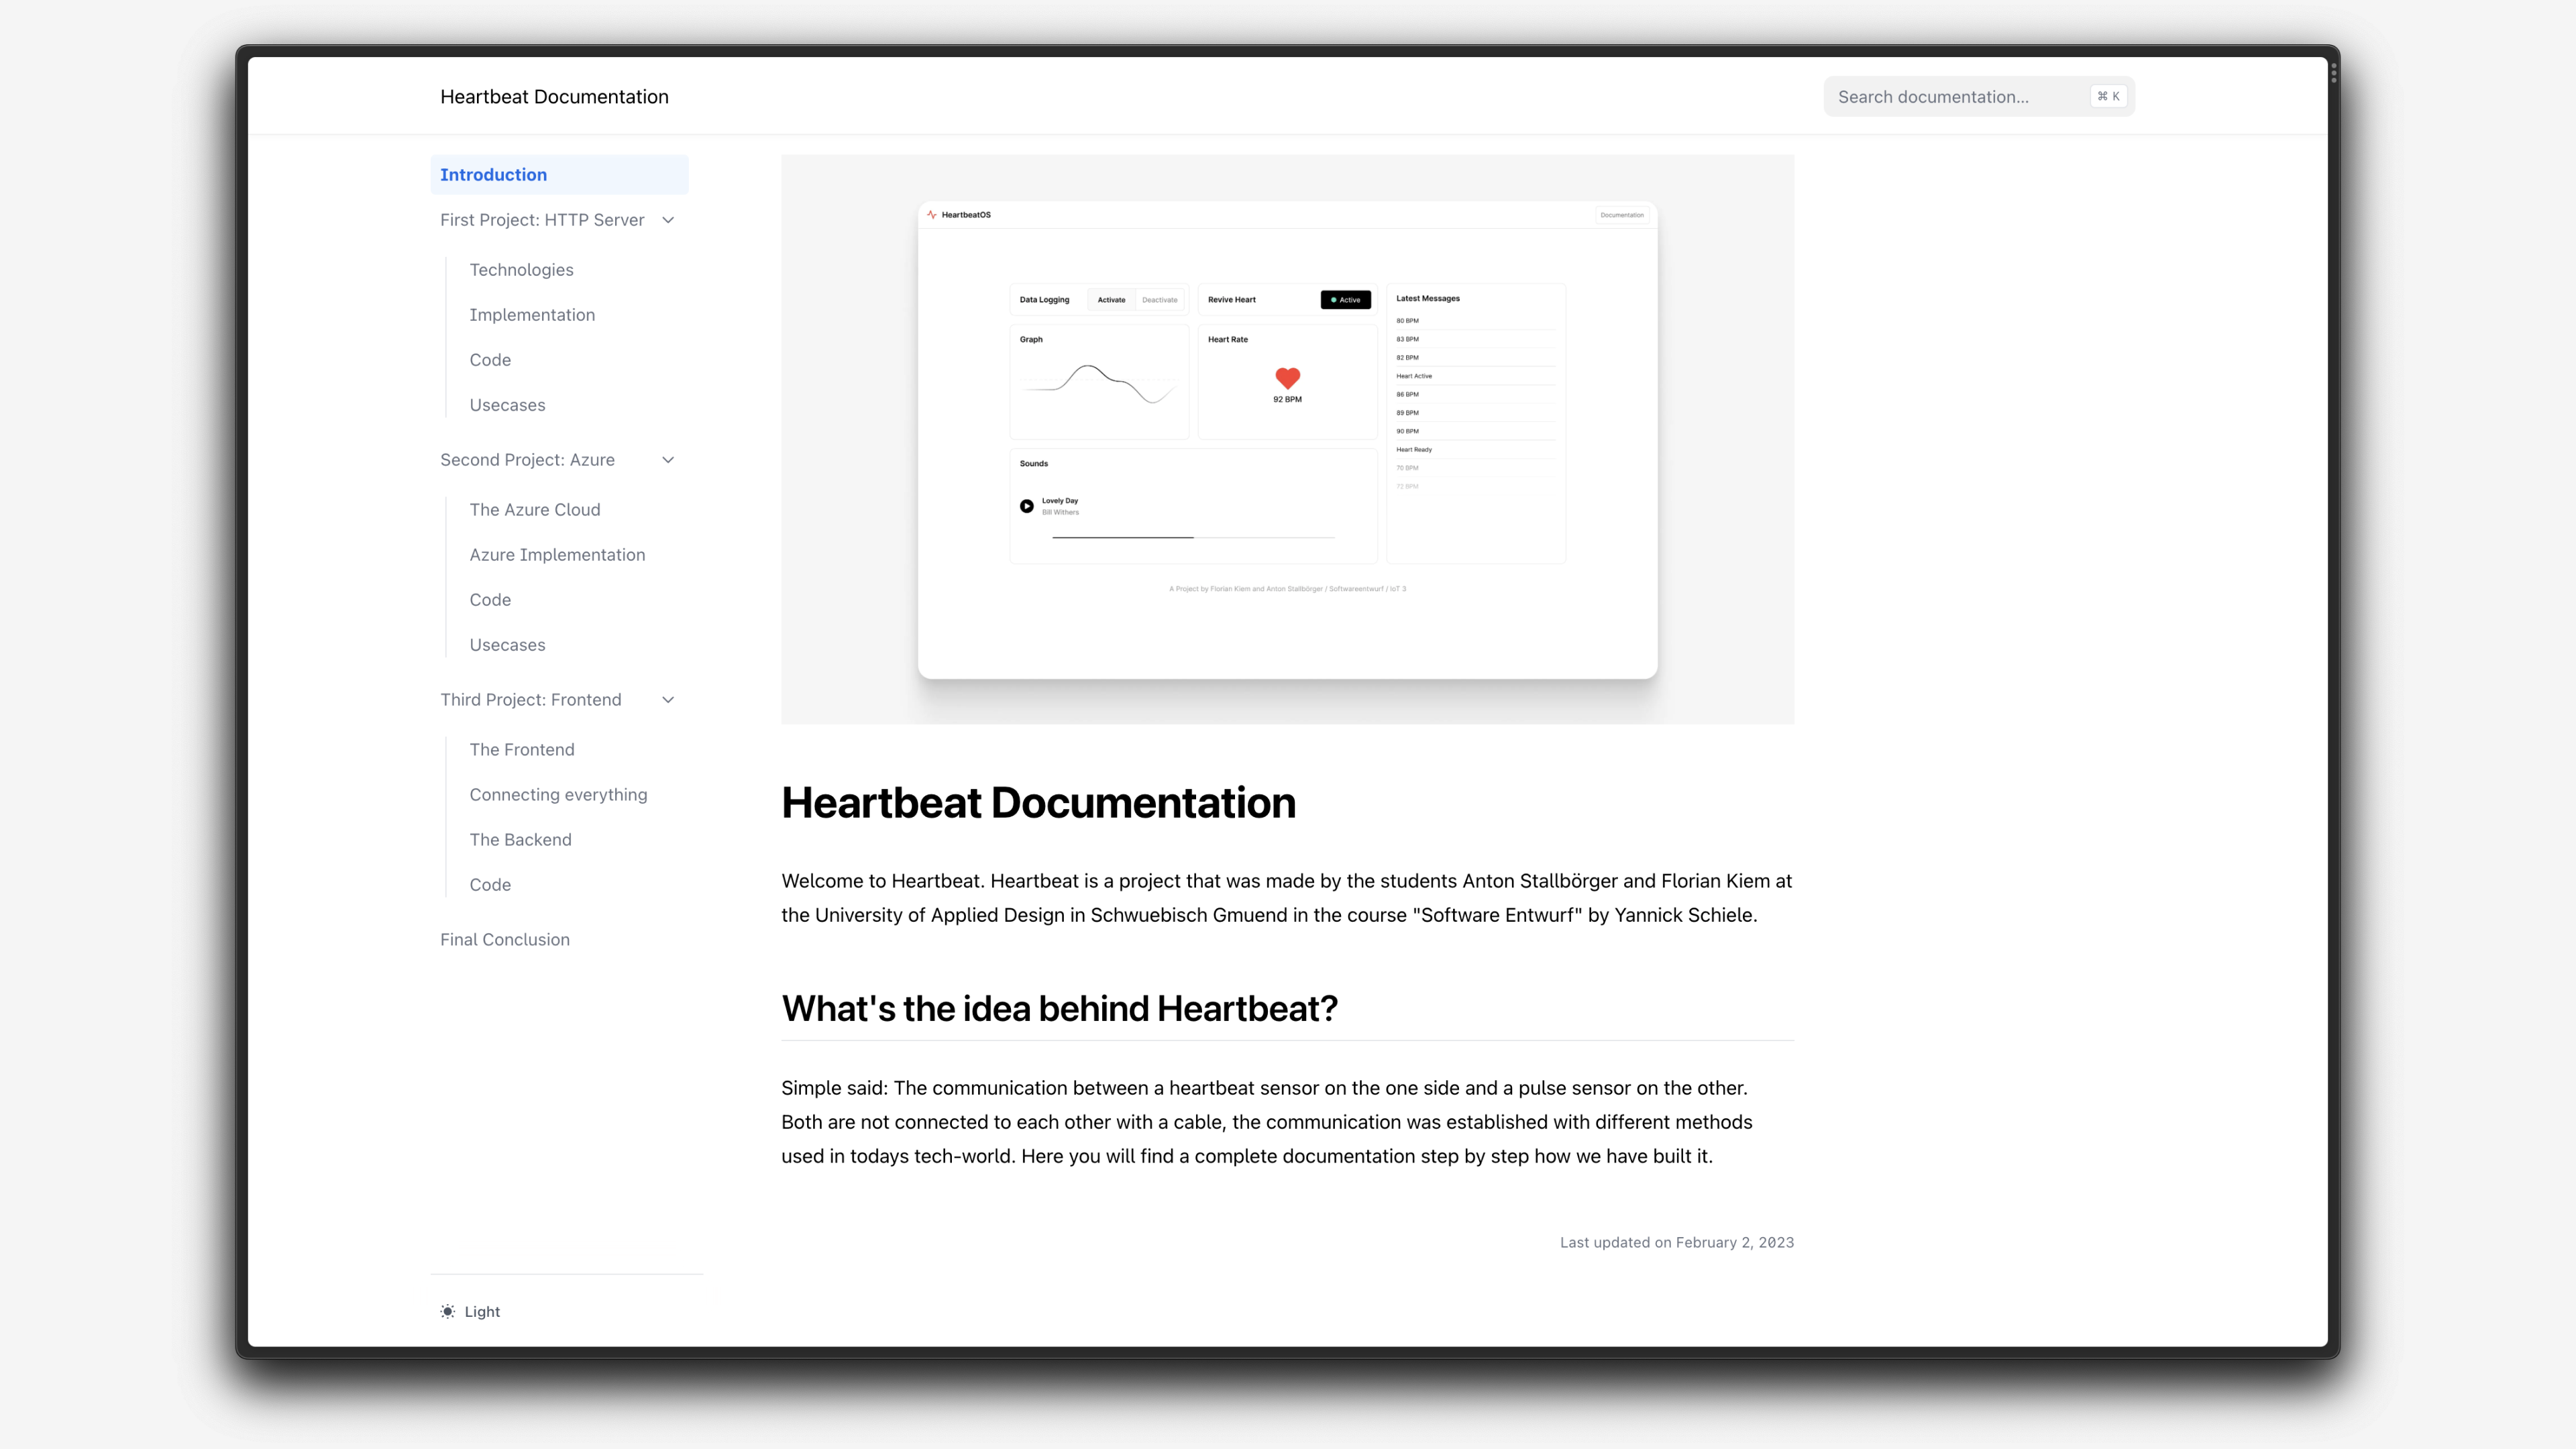 Heartbeat Documentation
Search documentation...
⌘ K
Introduction
First Project: HTTP Server
Technologies
Implementation
Code
Usecases
Second Project: Azure
The Azure Cloud
Azure Implementation
Code
Usecases
Third Project: Frontend
The Frontend
Connecting everything
The Backend
Code
Final Conclusion
Light
HeartbeatOS
Documentation
Data Logging
Activate
Deactivate
Revive Heart
Active
Graph
Heart Rate
92 BPM
Sounds
Lovely Day
Bill Withers
Latest Messages
80 BPM
83 BPM
82 BPM
Heart Active
86 BPM
89 BPM
90 BPM
Heart Ready
70 BPM
72 BPM
A Project by Florian Kiem and Anton Stallbörger / Softwareentwurf / IoT 3
Heartbeat Documentation
Welcome to Heartbeat. Heartbeat is a project that was made by the students Anton Stallbörger and Florian Kiem at
the University of Applied Design in Schwuebisch Gmuend in the course "Software Entwurf" by Yannick Schiele.
What's the idea behind Heartbeat?
Simple said: The communication between a heartbeat sensor on the one side and a pulse sensor on the other.
Both are not connected to each other with a cable, the communication was established with different methods
used in todays tech-world. Here you will find a complete documentation step by step how we have built it.
Last updated on February 2, 2023